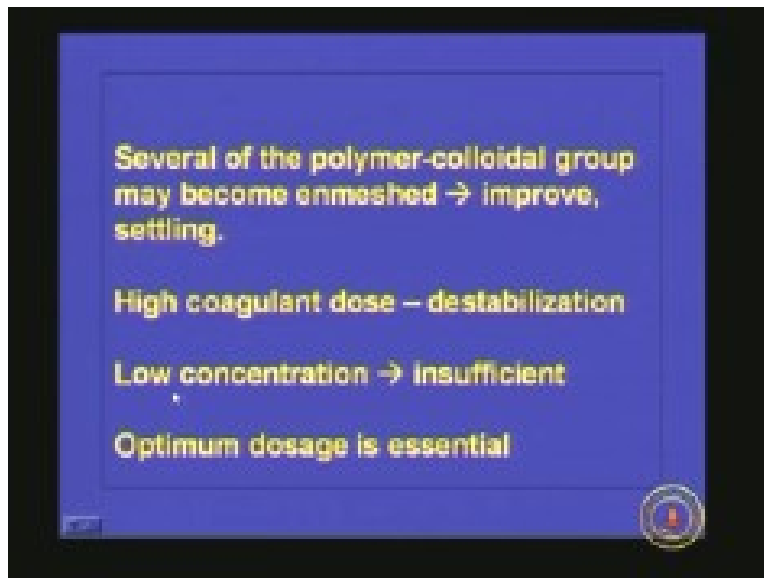 Several of the polymer-colloidal group
may become enmeshed → improve,
settling.
High coagulant dose – destabilization
Low concentration → insufficient
Optimum dosage is essential